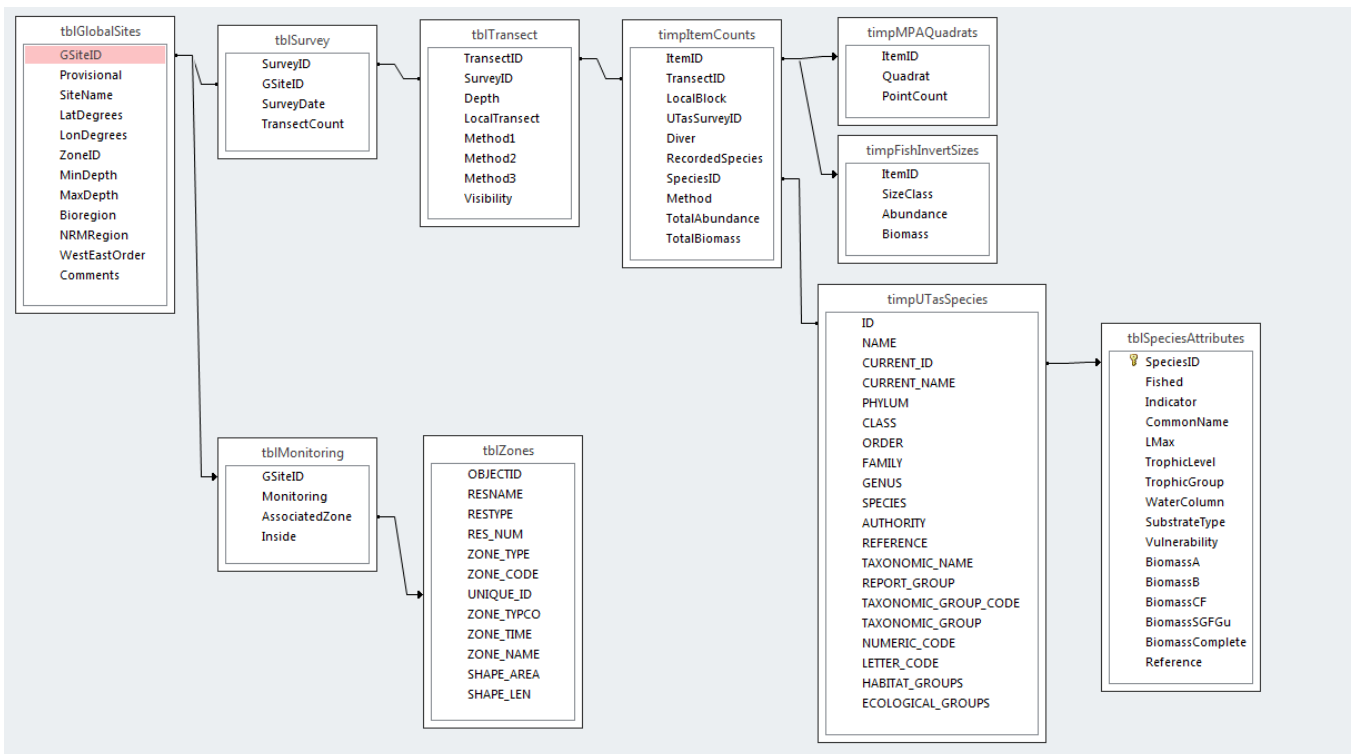 tblGlobalSites
GSiteID
Provisional
SiteName
LatDegrees
LonDegrees
ZoneID
MinDepth
MaxDepth
Bioregion
NRMRegion
WestEastOrder
Comments
tblSurvey
SurveyID
GSiteID
SurveyDate
TransectCount
tblTransect
TransectID
SurveyID
Depth
LocalTransect
Method1
Method2
Method3
Visibility
timpItemCounts
ItemID
TransectID
LocalBlock
UTasSurveyID
Diver
RecordedSpecies
SpeciesID
Method
TotalAbundance
TotalBiomass
timpMPAQuadrats
ItemID
Quadrat
PointCount
timpFishInvertSizes
ItemID
SizeClass
Abundance
Biomass
timpUTasSpecies
ID
NAME
CURRENT_ID
CURRENT_NAME
PHYLUM
CLASS
ORDER
FAMILY
GENUS
SPECIES
AUTHORITY
REFERENCE
TAXONOMIC_NAME
REPORT_GROUP
TAXONOMIC_GROUP_CODE
TAXONOMIC_GROUP
NUMERIC_CODE
LETTER_CODE
HABITAT_GROUPS
ECOLOGICAL_GROUPS
tblSpeciesAttributes
SpeciesID
Fished
Indicator
CommonName
LMax
TrophicLevel
TrophicGroup
WaterColumn
SubstrateType
Vulnerability
BiomassA
BiomassB
BiomassCF
BiomassSGFGu
BiomassComplete
Reference
tblMonitoring
GSiteID
Monitoring
AssociatedZone
Inside
tblZones
OBJECTID
RESNAME
RESTYPE
RES_NUM
ZONE_TYPE
ZONE_CODE
UNIQUE_ID
ZONE_TYPCO
ZONE_TIME
ZONE_NAME
SHAPE_AREA
SHAPE_LEN